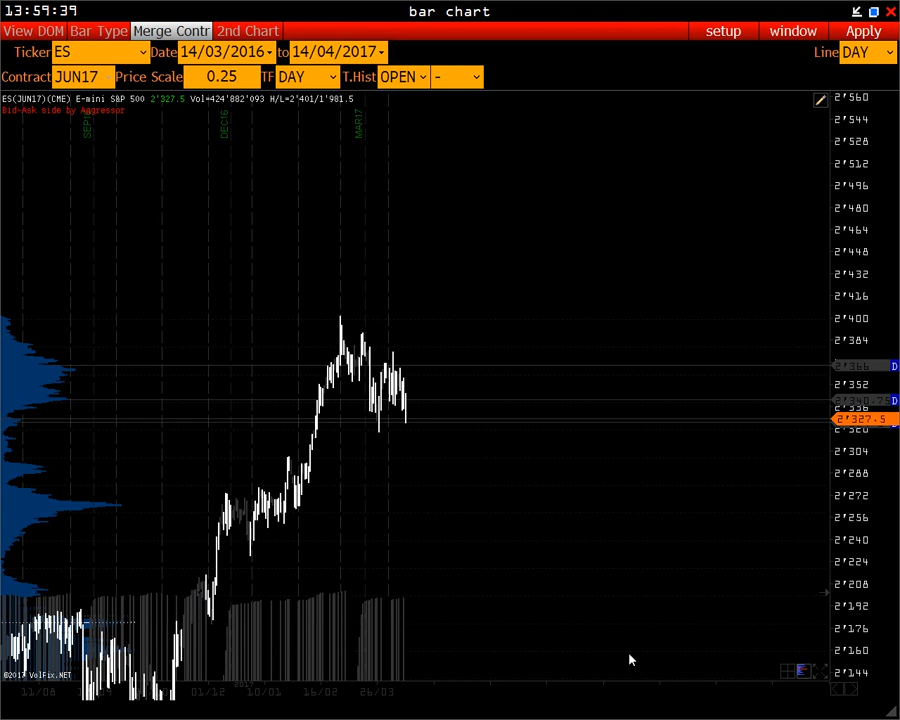 13:59:39 bar chart
View DOM Bar Type Merge Contr 2nd Chart setup window Apply
Ticker ES Date 14/03/2016 to 14/04/2017 Line DAY
Contract JUN17 Price Scale 0.25 TF DAY T.Hist OPEN -
ES(JUN17)(CME) E-mini S&P 500 2'327.5 Vol=424'882'093 H/L=2'401/1'981.5
Bid-Ask side by Aggressor
DEC16 MAR17
2'560
2'544
2'528
2'512
2'496
2'480
2'464
2'448
2'432
2'416
2'400
2'384
2'366 D
2'352
2'340.75 D
2'336
2'327.5
2'320
2'304
2'288
2'272
2'256
2'240
2'224
2'208
2'192
2'176
2'160
2'144
©2017 VolFix.NET
2017
11/08 01/12 10/01 16/02 26/03